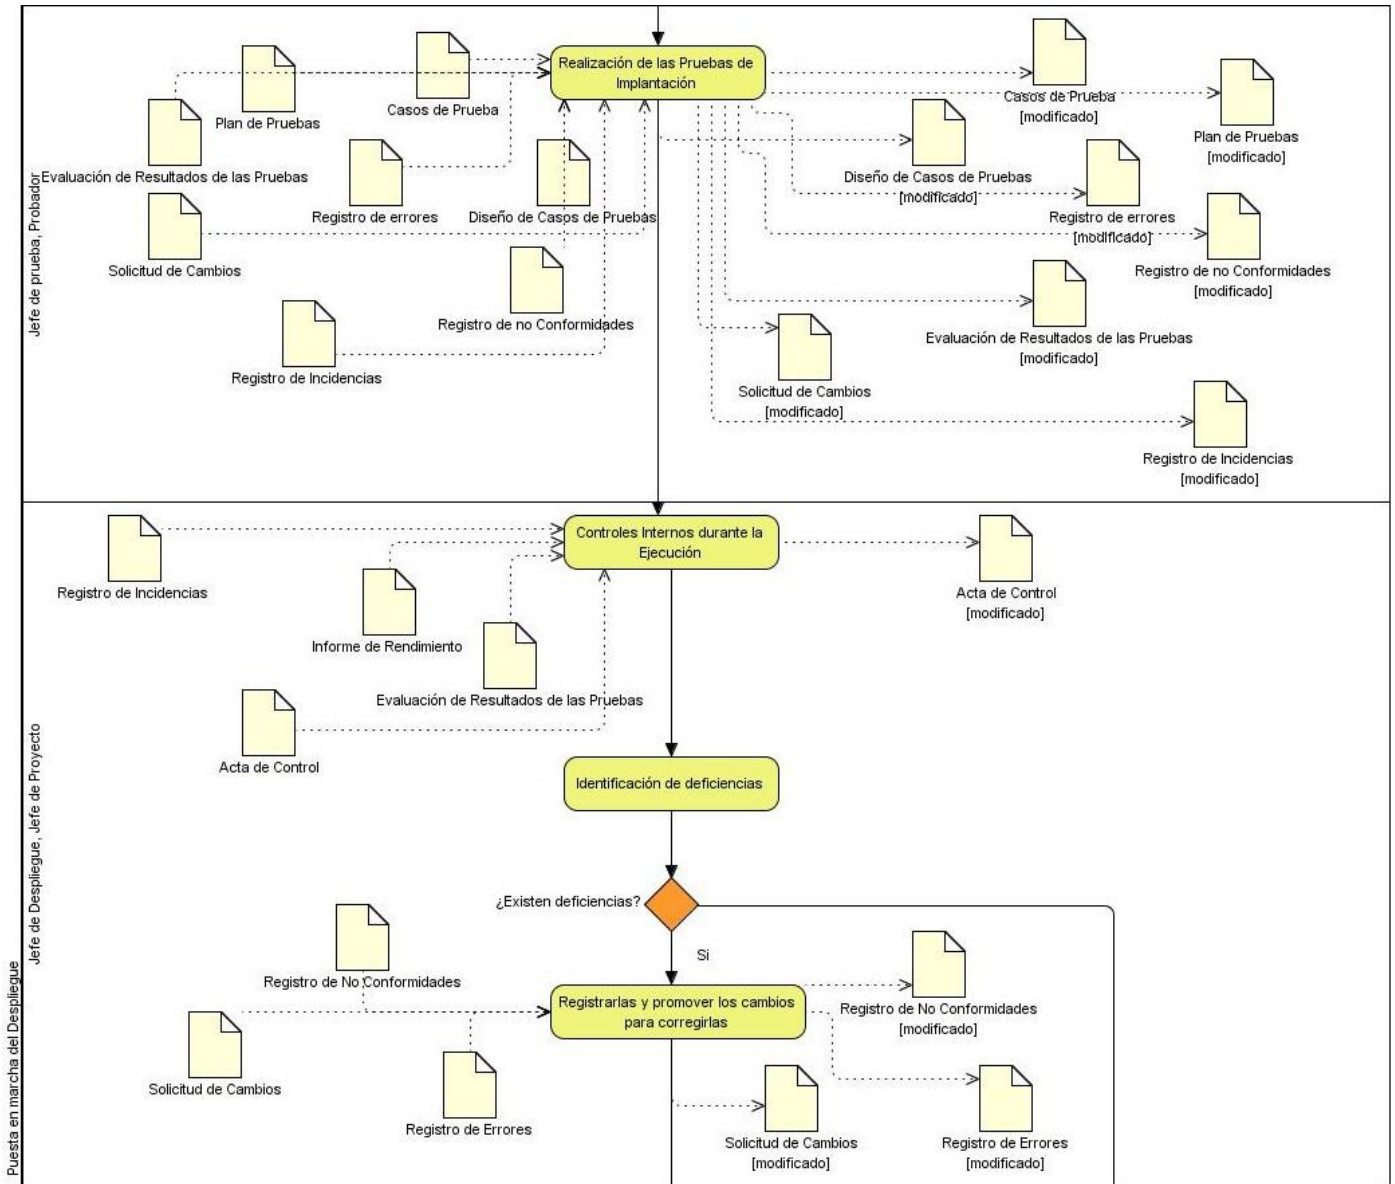 Puesta en marcha del Despliegue
Jefe de prueba, Probador
Realización de las Pruebas de
Implantación
Plan de Pruebas
Casos de Prueba
Evaluación de Resultados de las Pruebas
Registro de errores
Diseño de Casos de Pruebas
Solicitud de Cambios
Registro de no Conformidades
Registro de Incidencias
Casos de Prueba
[modificado]
Plan de Pruebas
[modificado]
Diseño de Casos de Pruebas
[modificado]
Registro de errores
[modificado]
Registro de no Conformidades
[modificado]
Evaluación de Resultados de las Pruebas
[modificado]
Solicitud de Cambios
[modificado]
Registro de Incidencias
[modificado]
Jefe de Despliegue, Jefe de Proyecto
Controles Internos durante la
Ejecución
Registro de Incidencias
Informe de Rendimiento
Evaluación de Resultados de las Pruebas
Acta de Control
Acta de Control
[modificado]
Identificación de deficiencias
¿Existen deficiencias?
Si
Registrarlas y promover los cambios
para corregirlas
Registro de No Conformidades
Solicitud de Cambios
Registro de Errores
Registro de No Conformidades
[modificado]
Solicitud de Cambios
[modificado]
Registro de Errores
[modificado]